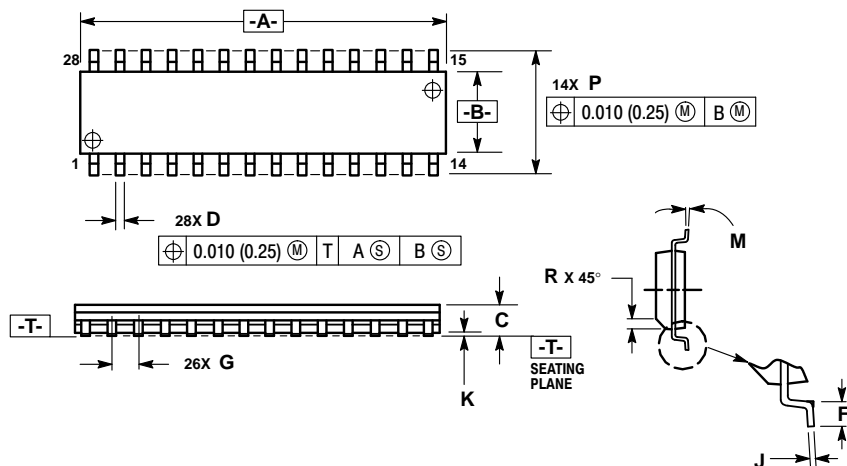 -A-
28
15
14X P
-B-
0.010 (0.25) Ⓜ B Ⓜ
1
14
28X D
0.010 (0.25) Ⓜ T A Ⓢ B Ⓢ
M
R X 45°
-T-
C
26X G
-T-
SEATING
PLANE
K
F
J